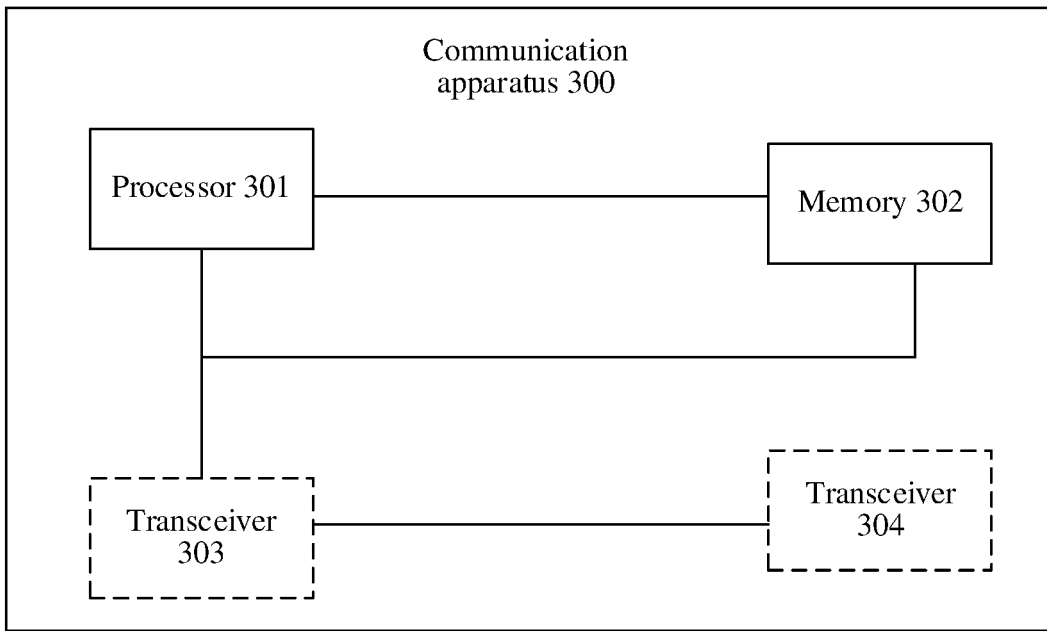 Communication
apparatus 300
Processor 301
Memory 302
Transceiver
303
Transceiver
304